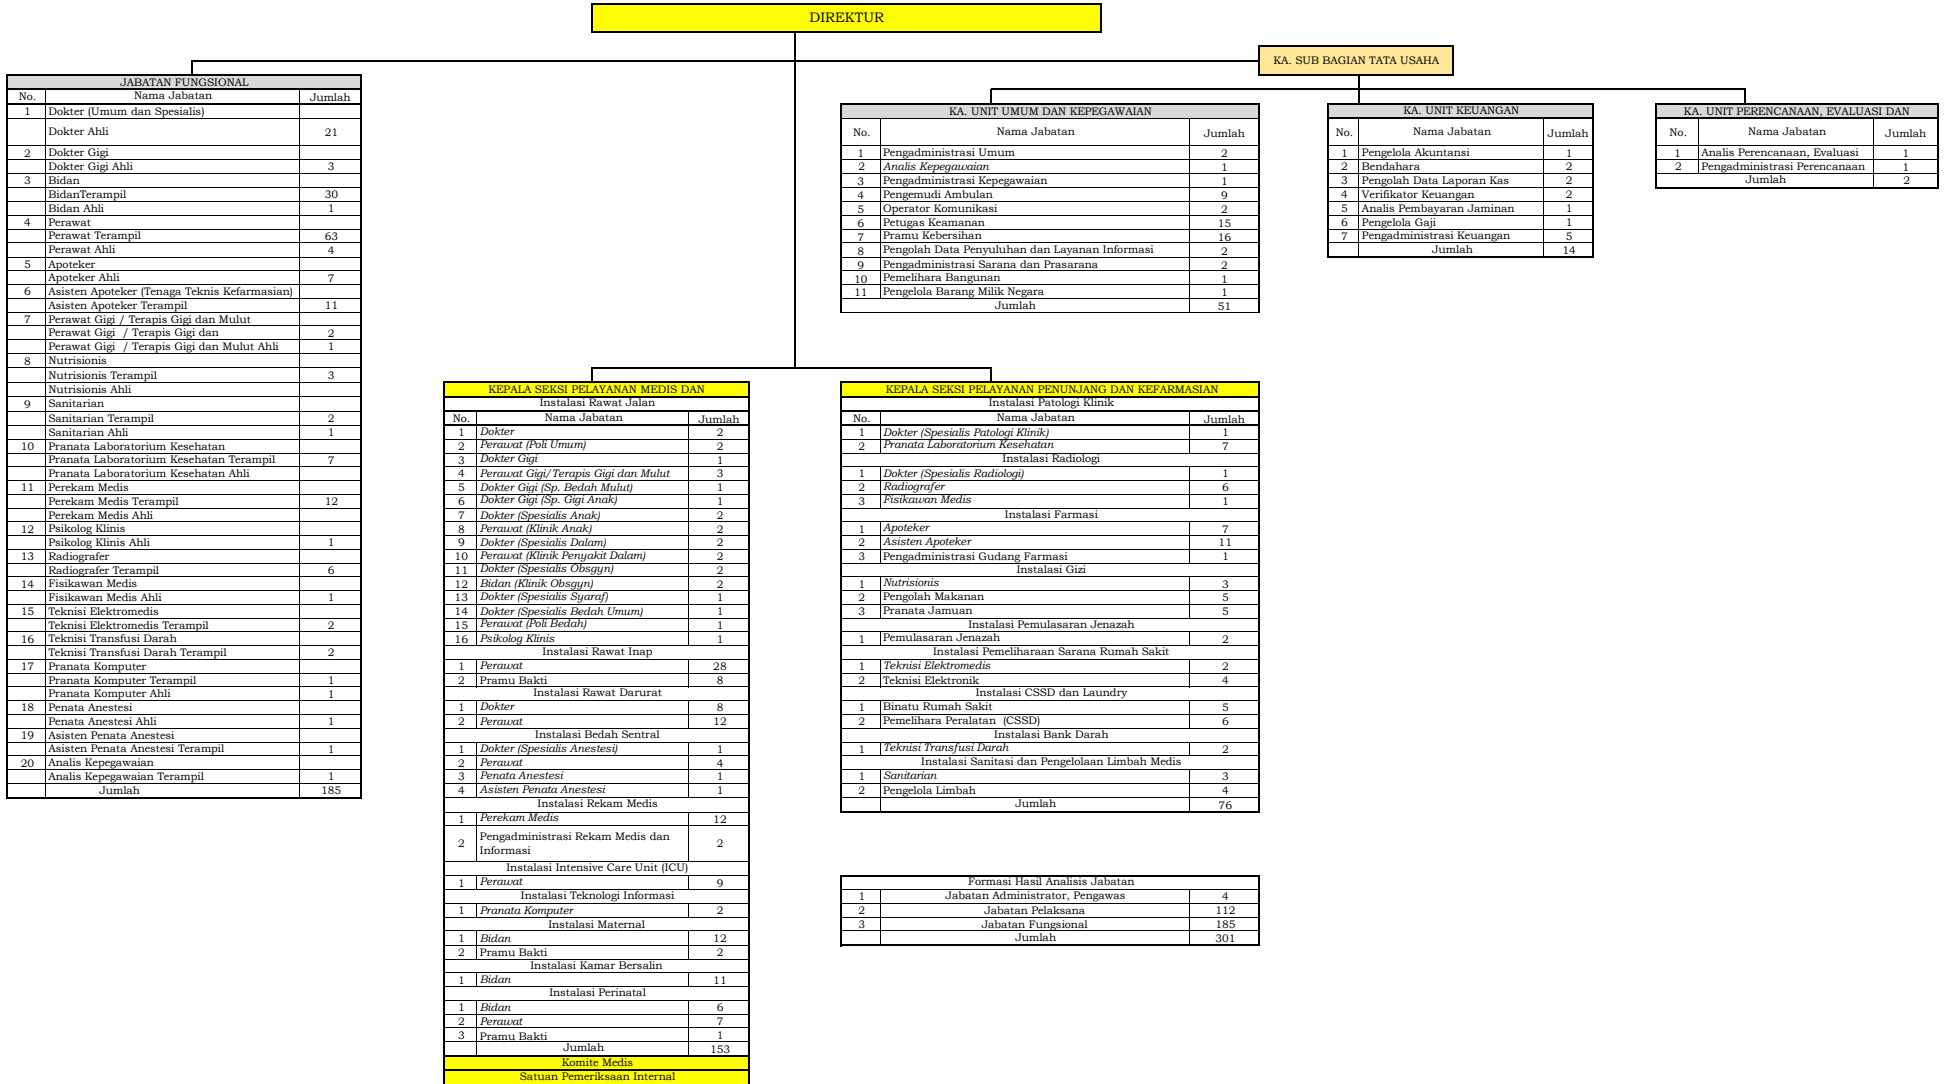 DIREKTUR
KA. SUB BAGIAN TATA USAHA
JABATAN FUNGSIONAL
No. Nama Jabatan Jumlah
1 Dokter (Umum dan Spesialis)
Dokter Ahli 21
2 Dokter Gigi
Dokter Gigi Ahli 3
3 Bidan
BidanTerampil 30
Bidan Ahli 1
4 Perawat
Perawat Terampil 63
Perawat Ahli 4
5 Apoteker
Apoteker Ahli 7
6 Asisten Apoteker (Tenaga Teknis Kefarmasian)
Asisten Apoteker Terampil 11
7 Perawat Gigi / Terapis Gigi dan Mulut
Perawat Gigi / Terapis Gigi dan 2
Perawat Gigi / Terapis Gigi dan Mulut Ahli 1
8 Nutrisionis
Nutrisionis Terampil 3
Nutrisionis Ahli
9 Sanitarian
Sanitarian Terampil 2
Sanitarian Ahli 1
10 Pranata Laboratorium Kesehatan
Pranata Laboratorium Kesehatan Terampil 7
Pranata Laboratorium Kesehatan Ahli
11 Perekam Medis
Perekam Medis Terampil 12
Perekam Medis Ahli
12 Psikolog Klinis
Psikolog Klinis Ahli 1
13 Radiografer
Radiografer Terampil 6
14 Fisikawan Medis
Fisikawan Medis Ahli 1
15 Teknisi Elektromedis
Teknisi Elektromedis Terampil 2
16 Teknisi Transfusi Darah
Teknisi Transfusi Darah Terampil 2
17 Pranata Komputer
Pranata Komputer Terampil 1
Pranata Komputer Ahli 1
18 Penata Anestesi
Penata Anestesi Ahli 1
19 Asisten Penata Anestesi
Asisten Penata Anestesi Terampil 1
20 Analis Kepegawaian
Analis Kepegawaian Terampil 1
Jumlah 185
KA. UNIT UMUM DAN KEPEGAWAIAN
No. Nama Jabatan Jumlah
1 Pengadministrasi Umum 2
2 Analis Kepegawaian 1
3 Pengadministrasi Kepegawaian 1
4 Pengemudi Ambulan 9
5 Operator Komunikasi 2
6 Petugas Keamanan 15
7 Pramu Kebersihan 16
8 Pengolah Data Penyuluhan dan Layanan Informasi 2
9 Pengadministrasi Sarana dan Prasarana 2
10 Pemelihara Bangunan 1
11 Pengelola Barang Milik Negara 1
Jumlah 51
KA. UNIT KEUANGAN
No. Nama Jabatan Jumlah
1 Pengelola Akuntansi 1
2 Bendahara 2
3 Pengolah Data Laporan Kas 2
4 Verifikator Keuangan 2
5 Analis Pembayaran Jaminan 1
6 Pengelola Gaji 1
7 Pengadministrasi Keuangan 5
Jumlah 14
KA. UNIT PERENCANAAN, EVALUASI DAN
No. Nama Jabatan Jumlah
1 Analis Perencanaan, Evaluasi 1
2 Pengadministrasi Perencanaan 1
Jumlah 2
KEPALA SEKSI PELAYANAN MEDIS DAN
Instalasi Rawat Jalan
No. Nama Jabatan Jumlah
1 Dokter 2
2 Perawat (Poli Umum) 2
3 Dokter Gigi 1
4 Perawat Gigi/Terapis Gigi dan Mulut 3
5 Dokter Gigi (Sp. Bedah Mulut) 1
6 Dokter Gigi (Sp. Gigi Anak) 1
7 Dokter (Spesialis Anak) 2
8 Perawat (Klinik Anak) 2
9 Dokter (Spesialis Dalam) 2
10 Perawat (Klinik Penyakit Dalam) 2
11 Dokter (Spesialis Obsgyn) 2
12 Bidan (Klinik Obsgyn) 2
13 Dokter (Spesialis Syaraf) 1
14 Dokter (Spesialis Bedah Umum) 1
15 Perawat (Poli Bedah) 1
16 Psikolog Klinis 1
Instalasi Rawat Inap
1 Perawat 28
2 Pramu Bakti 8
Instalasi Rawat Darurat
1 Dokter 8
2 Perawat 12
Instalasi Bedah Sentral
1 Dokter (Spesialis Anestesi) 1
2 Perawat 4
3 Penata Anestesi 1
4 Asisten Penata Anestesi 1
Instalasi Rekam Medis
1 Perekam Medis 12
2 Pengadministrasi Rekam Medis dan 2
Informasi
Instalasi Intensive Care Unit (ICU)
1 Perawat 9
Instalasi Teknologi Informasi
1 Pranata Komputer 2
Instalasi Maternal
1 Bidan 12
2 Pramu Bakti 2
Instalasi Kamar Bersalin
1 Bidan 11
Instalasi Perinatal
1 Bidan 6
2 Perawat 7
3 Pramu Bakti 1
Jumlah 153
Komite Medis
Satuan Pemeriksaan Internal
KEPALA SEKSI PELAYANAN PENUNJANG DAN KEFARMASIAN
Instalasi Patologi Klinik
No. Nama Jabatan Jumlah
1 Dokter (Spesialis Patologi Klinik) 1
2 Pranata Laboratorium Kesehatan 7
Instalasi Radiologi
1 Dokter (Spesialis Radiologi) 1
2 Radiografer 6
3 Fisikawan Medis 1
Instalasi Farmasi
1 Apoteker 7
2 Asisten Apoteker 11
3 Pengadministrasi Gudang Farmasi 1
Instalasi Gizi
1 Nutrisionis 3
2 Pengolah Makanan 5
3 Pranata Jamuan 5
Instalasi Pemulasaran Jenazah
1 Pemulasaran Jenazah 2
Instalasi Pemeliharaan Sarana Rumah Sakit
1 Teknisi Elektromedis 2
2 Teknisi Elektronik 4
Instalasi CSSD dan Laundry
1 Binatu Rumah Sakit 5
2 Pemelihara Peralatan (CSSD) 6
Instalasi Bank Darah
1 Teknisi Transfusi Darah 2
Instalasi Sanitasi dan Pengelolaan Limbah Medis
1 Sanitarian 3
2 Pengelola Limbah 4
Jumlah 76
Formasi Hasil Analisis Jabatan
1 Jabatan Administrator, Pengawas 4
2 Jabatan Pelaksana 112
3 Jabatan Fungsional 185
Jumlah 301